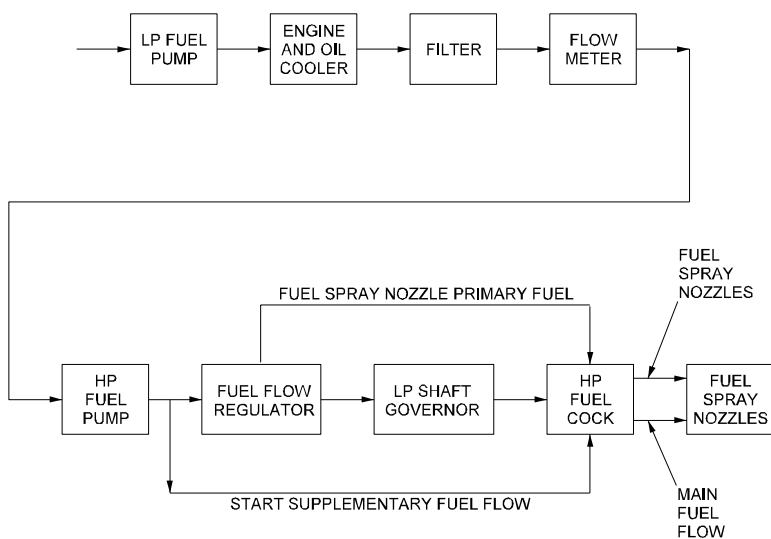 LP FUEL
PUMP
ENGINE
AND OIL
COOLER
FILTER
FLOW
METER
FUEL
SPRAY
NOZZLES
FUEL SPRAY NOZZLE PRIMARY FUEL
HP
FUEL
PUMP
FUEL FLOW
REGULATOR
LP SHAFT
GOVERNOR
HP
FUEL
COCK
FUEL
SPRAY
NOZZLES
START SUPPLEMENTARY FUEL FLOW
MAIN
FUEL
FLOW